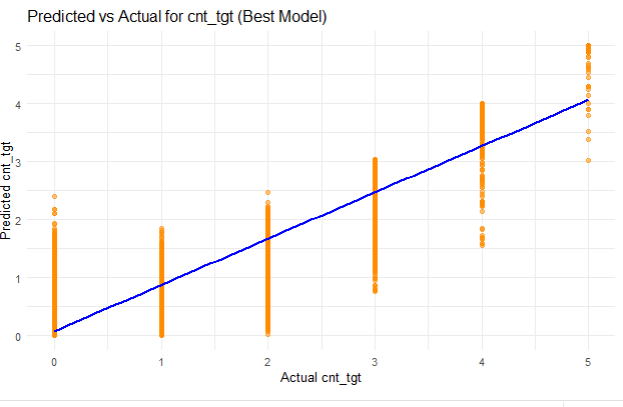 Predicted vs Actual for cnt_tgt (Best Model)
5
4
3
2
1
0
Predicted cnt_tgt
0 1 2 3 4 5
Actual cnt_tgt